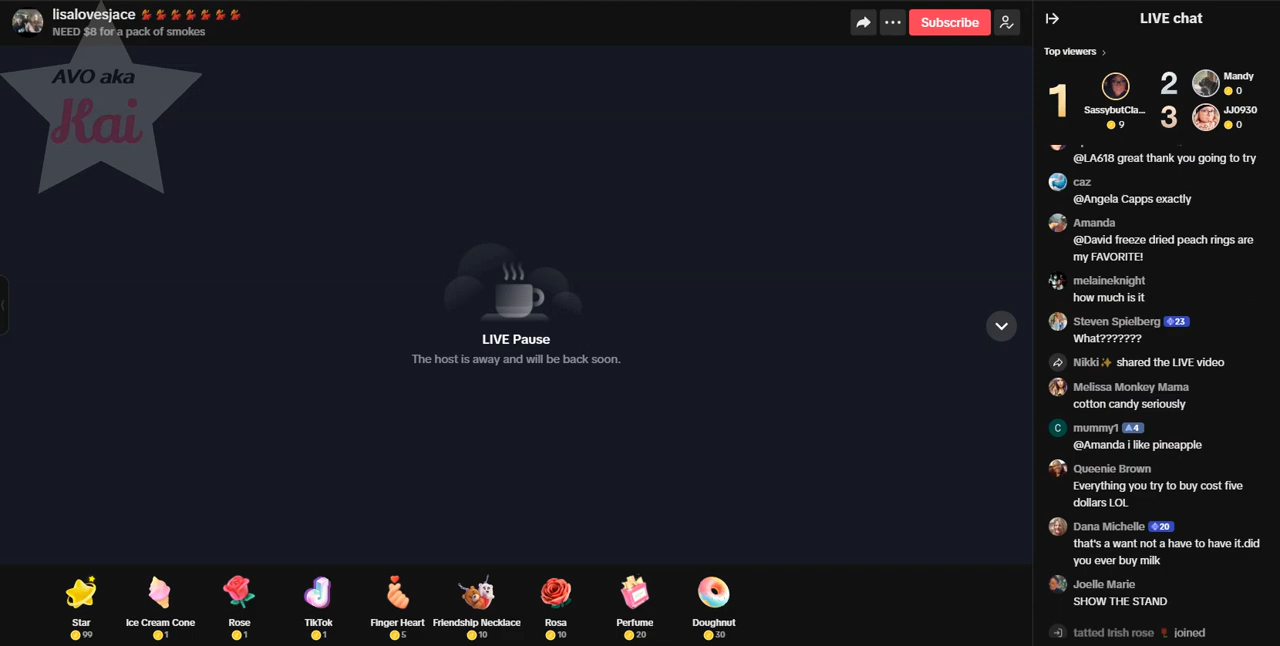 lisalovesjace
NEED $8 for a pack of smokes
Subscribe
AVO aka
Kai
LIVE Pause
The host is away and will be back soon.
Star
99
Ice Cream Cone
1
Rose
1
TikTok
1
Finger Heart
5
Friendship Necklace
10
Rosa
10
Perfume
20
Doughnut
30
LIVE chat
Top viewers
1
SassybutCla...
9
2
Mandy
0
3
JJ0930
0
@LA618 great thank you going to try
caz
@Angela Capps exactly
Amanda
@David freeze dried peach rings are
my FAVORITE!
melaineknight
how much is it
Steven Spielberg 23
What???????
Nikki✨ shared the LIVE video
Melissa Monkey Mama
cotton candy seriously
C
mummy1 4
@Amanda i like pineapple
Queenie Brown
Everything you try to buy cost five
dollars LOL
Dana Michelle 20
that's a want not a have to have it.did
you ever buy milk
Joelle Marie
SHOW THE STAND
tatted Irish rose 🌹 joined